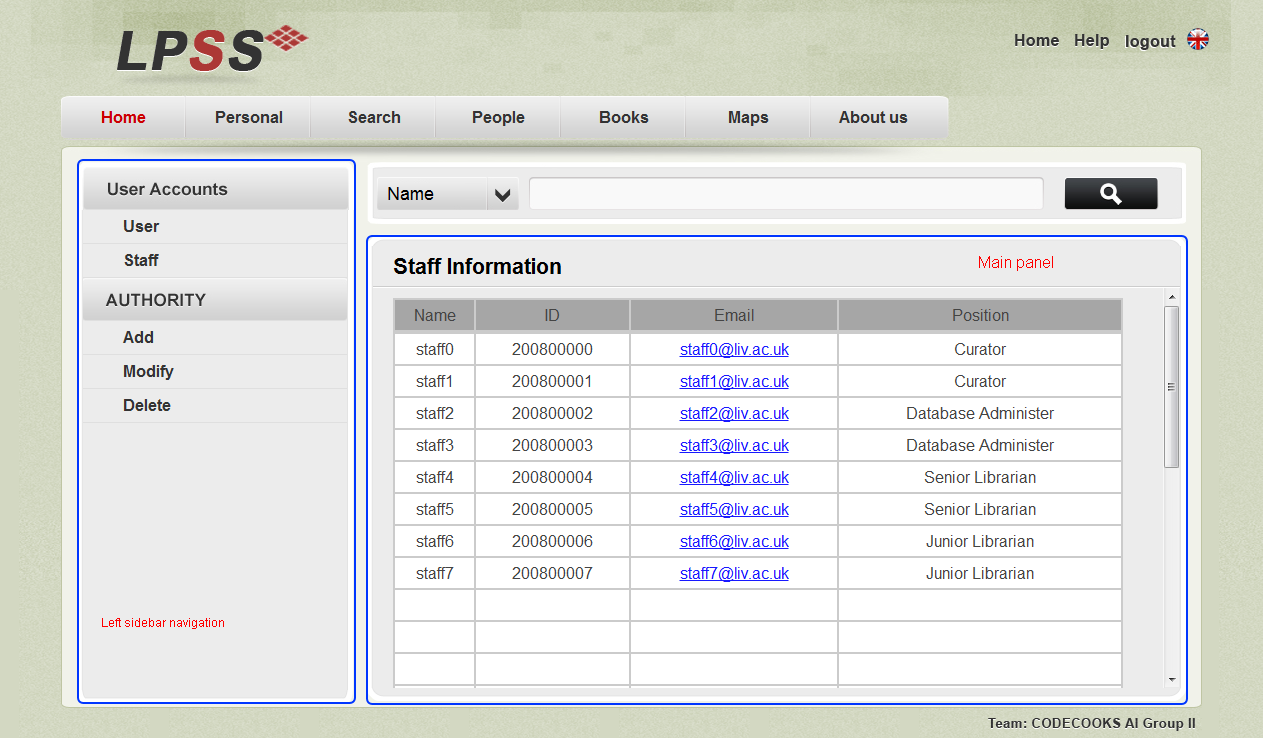 LPSS
Home Help logout
Home Personal Search People Books Maps About us
User Accounts
User
Staff
AUTHORITY
Add
Modify
Delete
Left sidebar navigation
Name
Staff Information
Main panel
Name ID Email Position
staff0 200800000 staff0@liv.ac.uk Curator
staff1 200800001 staff1@liv.ac.uk Curator
staff2 200800002 staff2@liv.ac.uk Database Administer
staff3 200800003 staff3@liv.ac.uk Database Administer
staff4 200800004 staff4@liv.ac.uk Senior Librarian
staff5 200800005 staff5@liv.ac.uk Senior Librarian
staff6 200800006 staff6@liv.ac.uk Junior Librarian
staff7 200800007 staff7@liv.ac.uk Junior Librarian
Team: CODECOOKS AI Group II